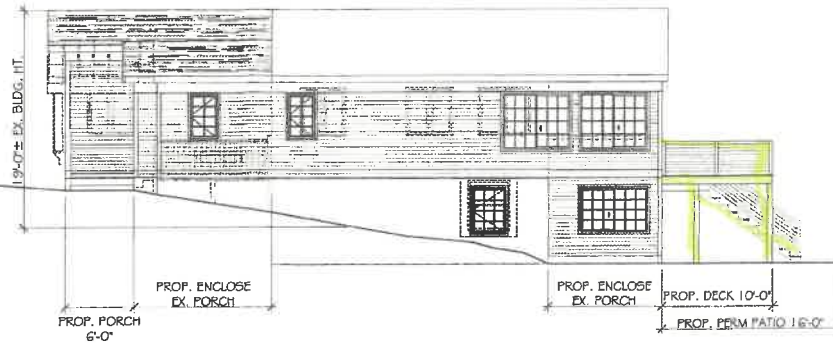 19'-0"± EX. BLDG. HT.
PROP. PORCH
6'-0"
PROP. ENCLOSE
EX. PORCH
PROP. ENCLOSE
EX. PORCH
PROP. DECK 10'-0"
PROP. PERM PATIO 16'-0"